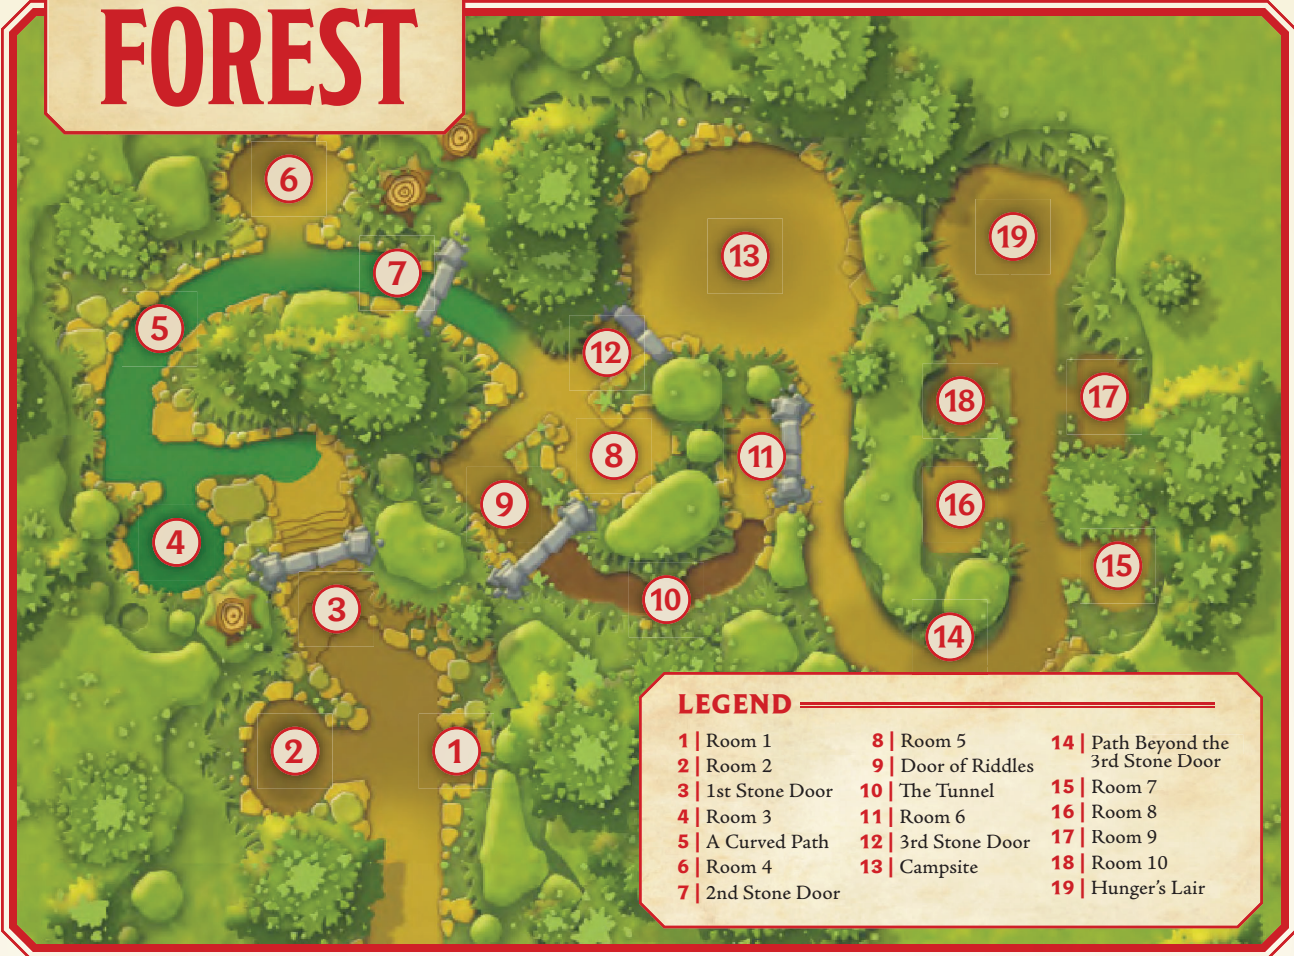 FOREST
6
7
19
13
5
12
18
17
8
11
9
16
4
15
3
10
14
2
1
LEGEND
1 | Room 1
2 | Room 2
3 | 1st Stone Door
4 | Room 3
5 | A Curved Path
6 | Room 4
7 | 2nd Stone Door
8 | Room 5
9 | Door of Riddles
10 | The Tunnel
11 | Room 6
12 | 3rd Stone Door
13 | Campsite
14 | Path Beyond the
3rd Stone Door
15 | Room 7
16 | Room 8
17 | Room 9
18 | Room 10
19 | Hunger's Lair